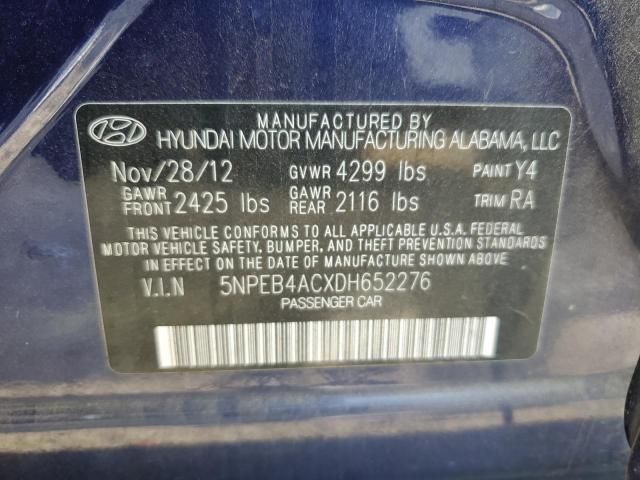 MANUFACTURED BY
HYUNDAI MOTOR MANUFACTURING ALABAMA, LLC
Nov/28/12 GVWR 4299 lbs PAINT Y4
GAWR FRONT 2425 lbs GAWR REAR 2116 lbs TRIM RA
THIS VEHICLE CONFORMS TO ALL APPLICABLE U.S.A. FEDERAL
MOTOR VEHICLE SAFETY, BUMPER, AND THEFT PREVENTION STANDARDS
IN EFFECT ON THE DATE OF MANUFACTURE SHOWN ABOVE.
V.I.N 5NPEB4ACXDH652276
PASSENGER CAR